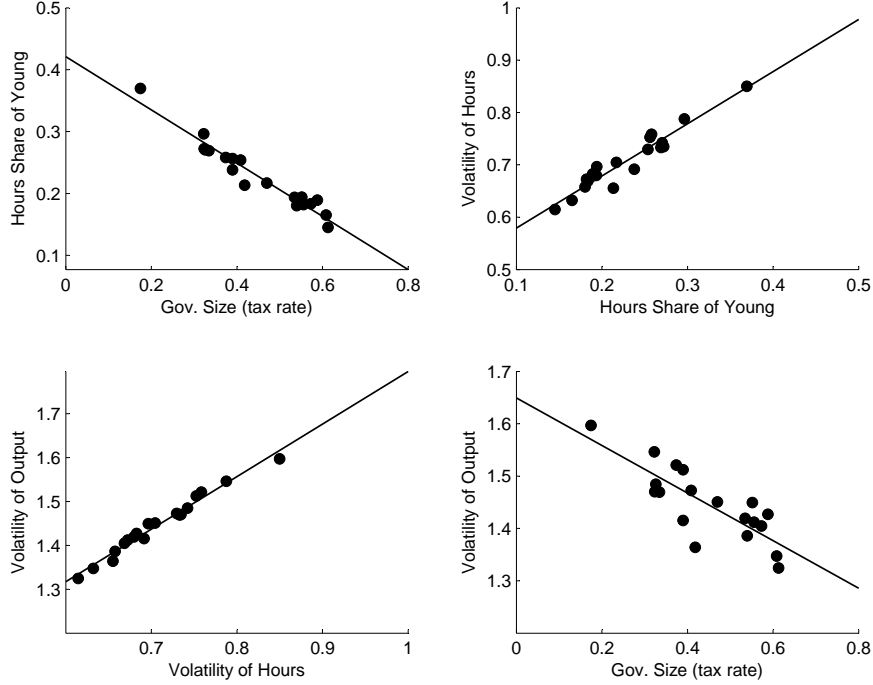 0.5
0.4
0.3
0.2
0.1
0 0.2 0.4 0.6 0.8
Hours Share of Young
Gov. Size (tax rate)
1
0.9
0.8
0.7
0.6
0.5
0.1 0.2 0.3 0.4 0.5
Volatility of Hours
Hours Share of Young
1.7
1.6
1.5
1.4
1.3
0.7 0.8 0.9 1
Volatility of Output
Volatility of Hours
1.7
1.6
1.5
1.4
1.3
0 0.2 0.4 0.6 0.8
Volatility of Output
Gov. Size (tax rate)